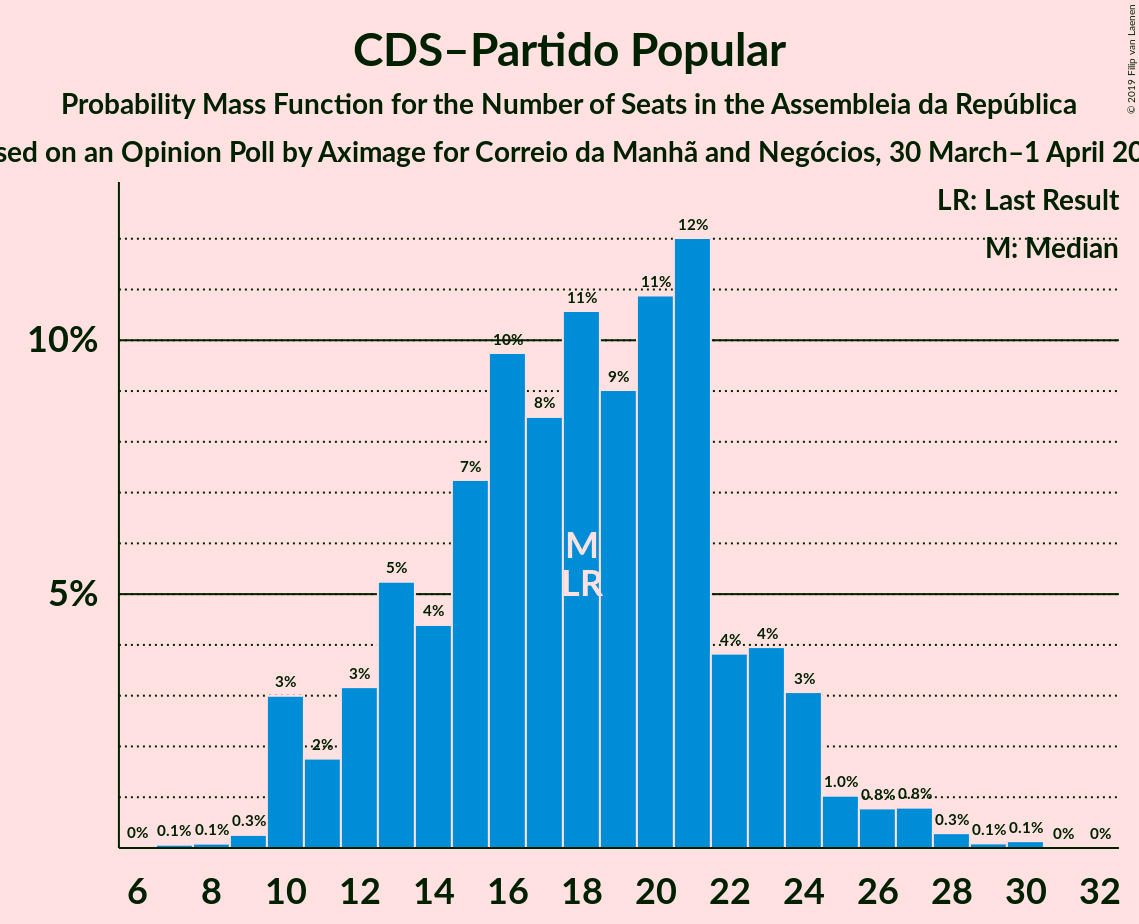 CDS–Partido Popular
Probability Mass Function for the Number of Seats in the Assembleia da República
sed on an Opinion Poll by Aximage for Correio da Manhã and Negócios, 30 March–1 April 20
© 2019 Filip van Laenen
LR: Last Result
M: Median
10%
5%
0% 0.1% 0.1% 0.3% 3% 2% 3% 5% 4% 7% 10% 8% 11% 9% 11% 12% 4% 4% 3% 1.0% 0.8% 0.8% 0.3% 0.1% 0.1% 0% 0%
M
LR
6 8 10 12 14 16 18 20 22 24 26 28 30 32